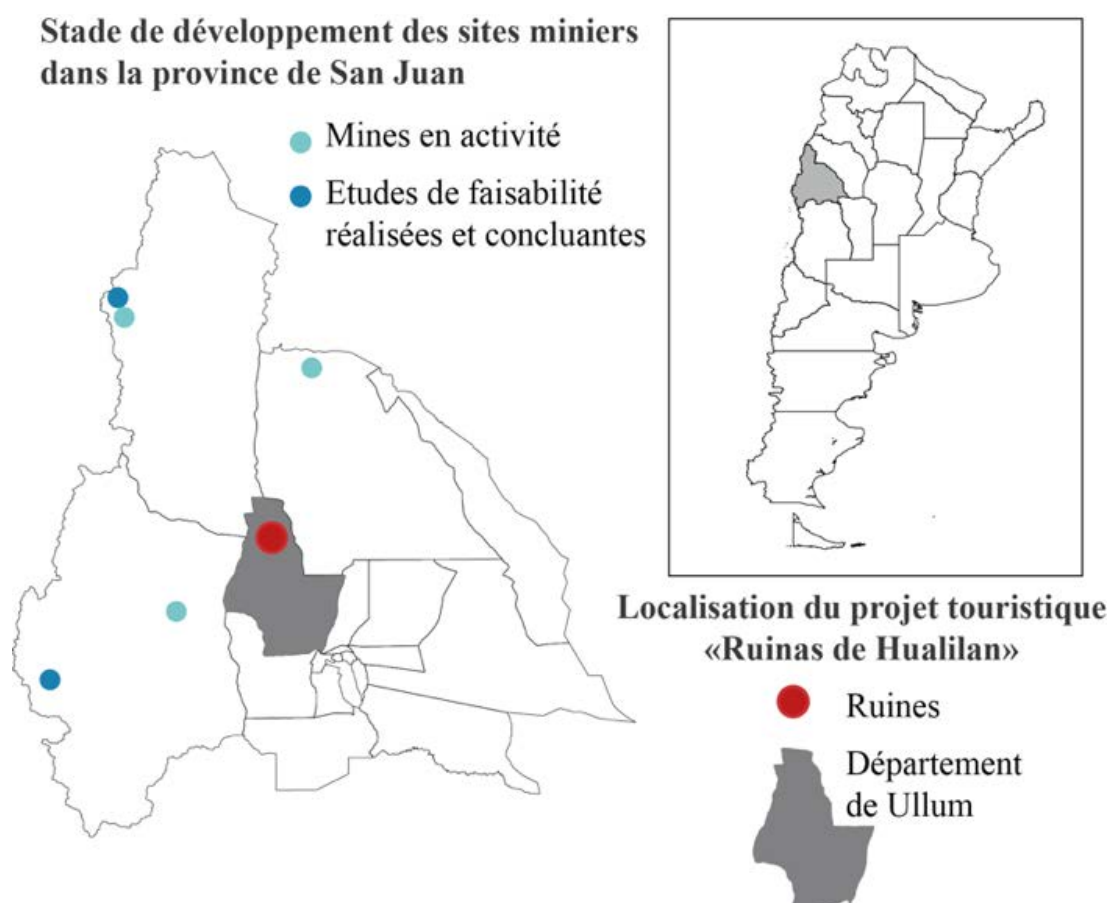 Stade de développement des sites miniers
dans la province de San Juan
Mines en activité
Etudes de faisabilité
réalisées et concluantes
Localisation du projet touristique
«Ruinas de Hualilan»
Ruines
Département
de Ullum